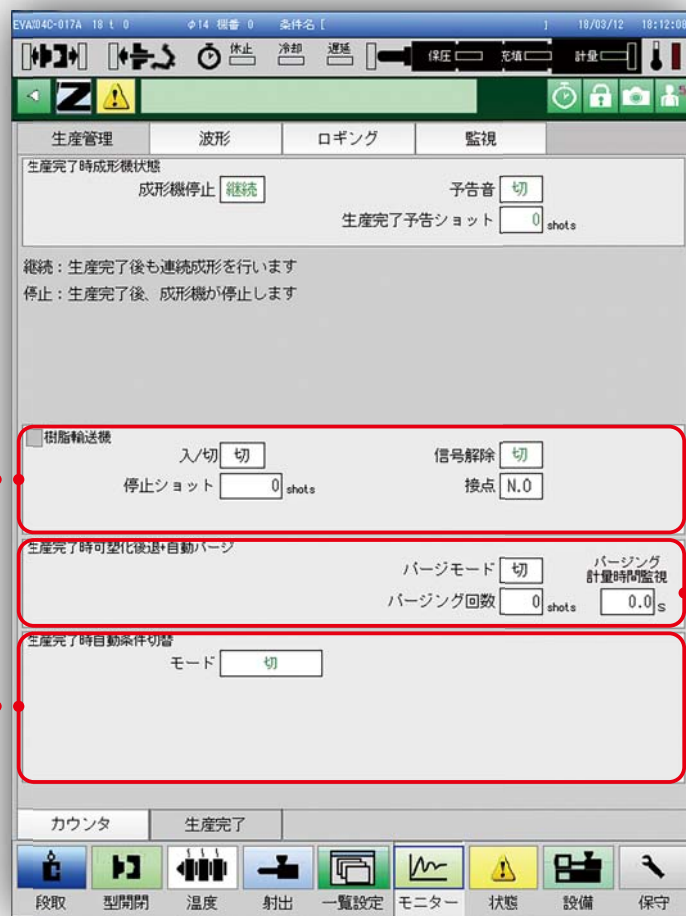 EVAX04C-017A 18 t 0 φ14 機番 0 条件名 [ ] 18/03/12 18:12:08
休止 冷却 遅延 保圧 充填 計量
生産管理 波形 ロギング 監視
生産完了時成形機状態
成形機停止 継続 予告音 切
生産完了予告ショット 0 shots
継続：生産完了後も連続成形を行います
停止：生産完了後、成形機が停止します
樹脂輸送機
入/切 切 信号解除 切
停止ショット 0 shots 接点 N.O
生産完了時可塑化後退+自動パージ
パージモード 切 パージング
計量時間監視
パージング回数 0 shots 0.0 s
生産完了時自動条件切替
モード 切
カウンタ 生産完了
段取 型開閉 温度 射出 一覧設定 モニター 状態 設備 保守